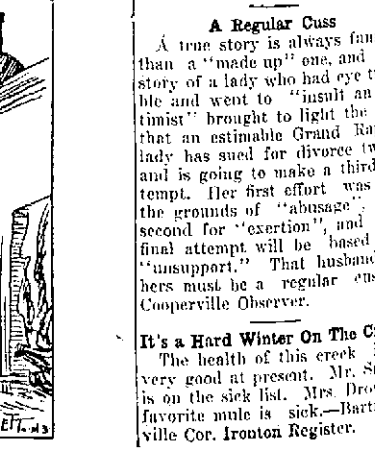 A Regular Cuss
A true story is always fun
than a "made up" one, and
story of a lady who had eye t
ble and went to "insult an
timist" brought to light the
that an estimable Grand Ra
lady has sued for divorce tw
and is going to make a third
tempt. Her first effort was
the grounds of "abusage",
second for "exertion", and
final attempt will be based
"unsupport." That husband
hers must be a regular cus
Cooperville Observer.
It's a Hard Winter On The C
The health of this creek
very good at present. Mr. S
is on the sick list. Mrs. Dro
favorite mule is sick.—Bart
ville Cor. Ironton Register.